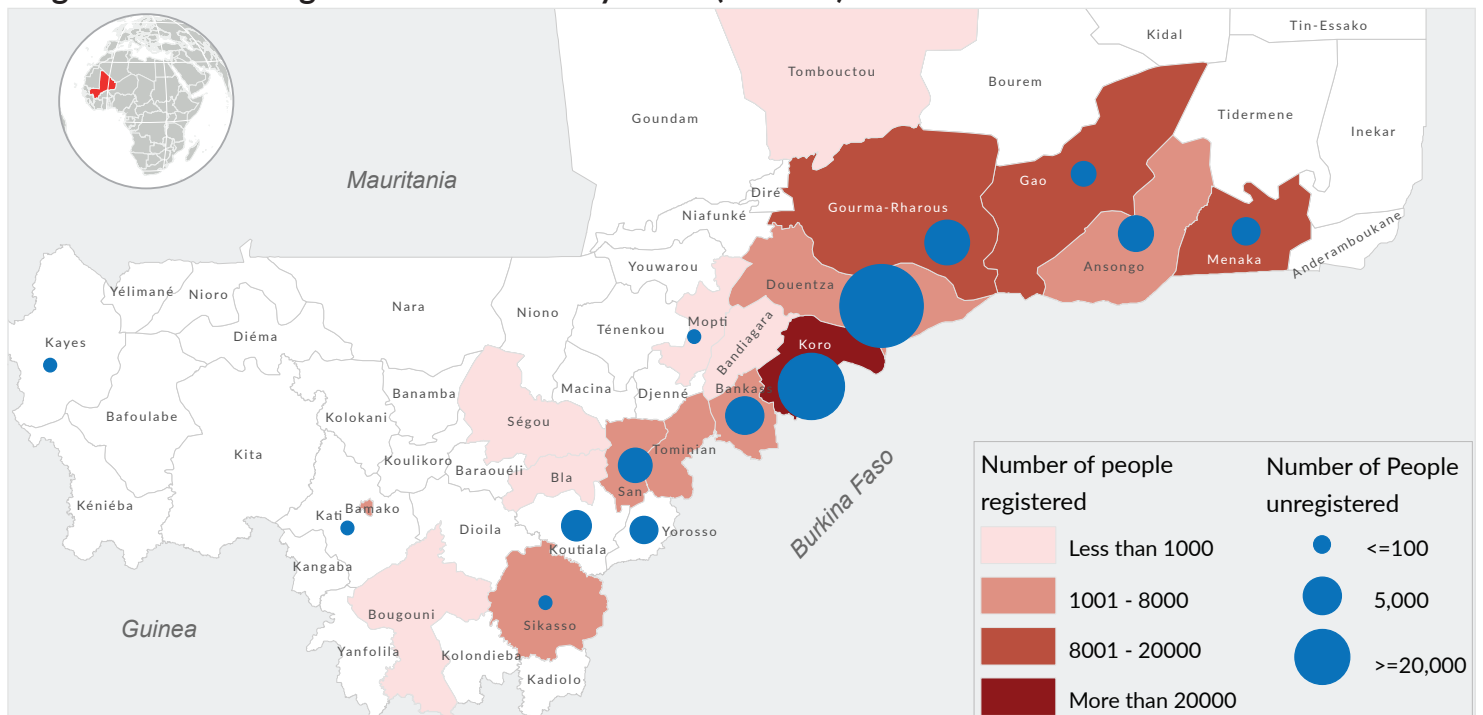 Kidal
Tin-Essako
Tombouctou
Bourem
Goundam
Tidermene
Inekar
Mauritania
Gao
Diré
Gourma-Rharous
Niafunké
Anderamboukane
Menaka
Ansongo
Youwarou
Douentza
Yélimané
Nioro
Nara
Niono
Ténenkou
Mopti
Diéma
Kayes
Bandiagara
Koro
Macina
Djenné
Bankas
Banamba
Bafoulabe
Kolokani
Ségou
Kita
Koulikoro
Baraouéli
Tominian
Bla
San
Kéniéba
Kati
Bamako
Dioila
Koutiala
Yorosso
Burkina Faso
Kangaba
Bougouni
Sikasso
Guinea
Yanfolila
Kolondieba
Kadiolo
Number of people
registered
Less than 1000
1001 - 8000
8001 - 20000
More than 20000
Number of People
unregistered
<=100
5,000
>=20,000